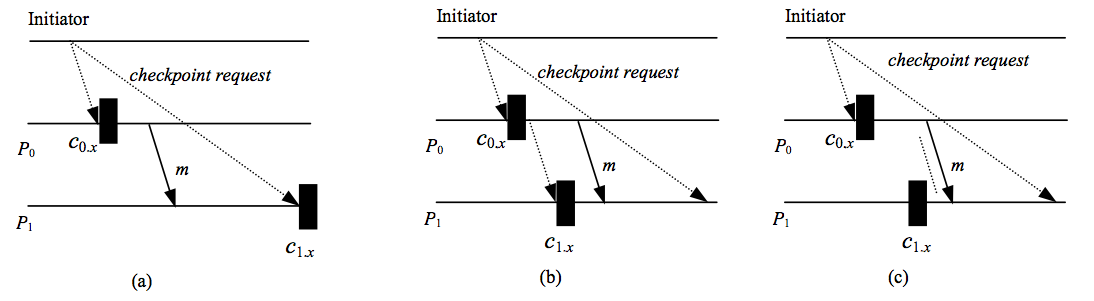 Initiator
checkpoint request
P0
c0.x
m
P1
c1.x
(a)
Initiator
checkpoint request
P0
c0.x
m
P1
c1.x
(b)
Initiator
checkpoint request
P0
c0.x
m
P1
c1.x
(c)